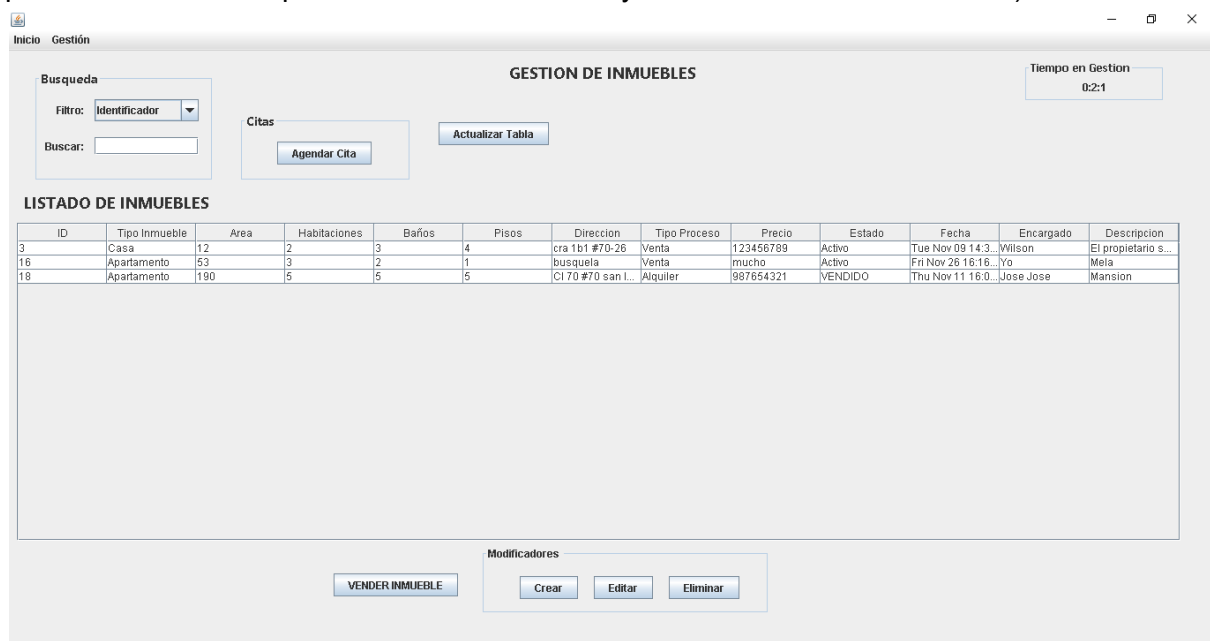 Inicio Gestión
GESTION DE INMUEBLES
Tiempo en Gestion
0:2:1
Busqueda
Filtro: Identificador
Buscar:
Citas
Agendar Cita
Actualizar Tabla
LISTADO DE INMUEBLES
ID Tipo Inmueble Area Habitaciones Baños Pisos Direccion Tipo Proceso Precio Estado Fecha Encargado Descripcion
3 Casa 12 2 3 4 cra 1b1 #70-26 Venta 123456789 Activo Tue Nov 09 14:3... Wilson El propietario s...
16 Apartamento 53 3 2 1 busquela Venta mucho Activo Fri Nov 26 16:16... Yo Mela
18 Apartamento 190 5 5 5 Cl 70 #70 san l... Alquiler 987654321 VENDIDO Thu Nov 11 16:0... Jose Jose Mansion
VENDER INMUEBLE
Modificadores
Crear Editar Eliminar